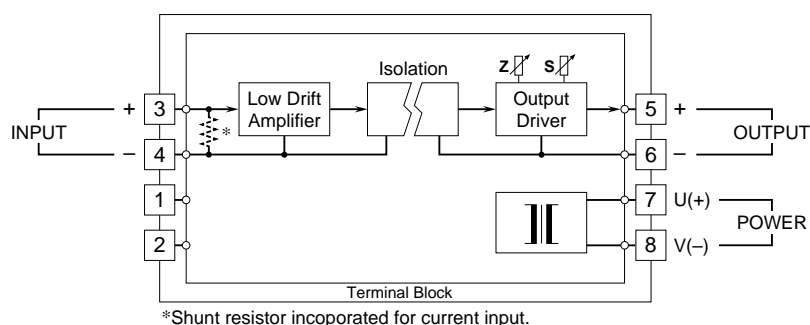 Isolation
Z S
+ 3 Low Drift Amplifier Output Driver 5 +
INPUT * OUTPUT
− 4 6 −
1 7 U(+)
POWER
2 8 V(−)
Terminal Block
*Shunt resistor incoporated for current input.